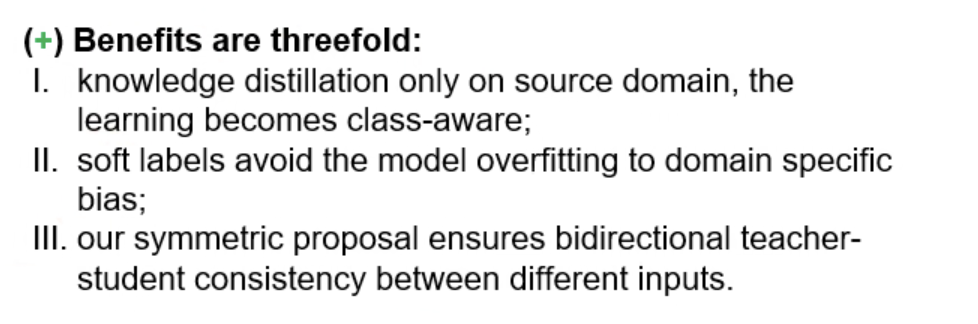 (+) Benefits are threefold:
I. knowledge distillation only on source domain, the
learning becomes class-aware;
II. soft labels avoid the model overfitting to domain specific
bias;
III. our symmetric proposal ensures bidirectional teacher-
student consistency between different inputs.